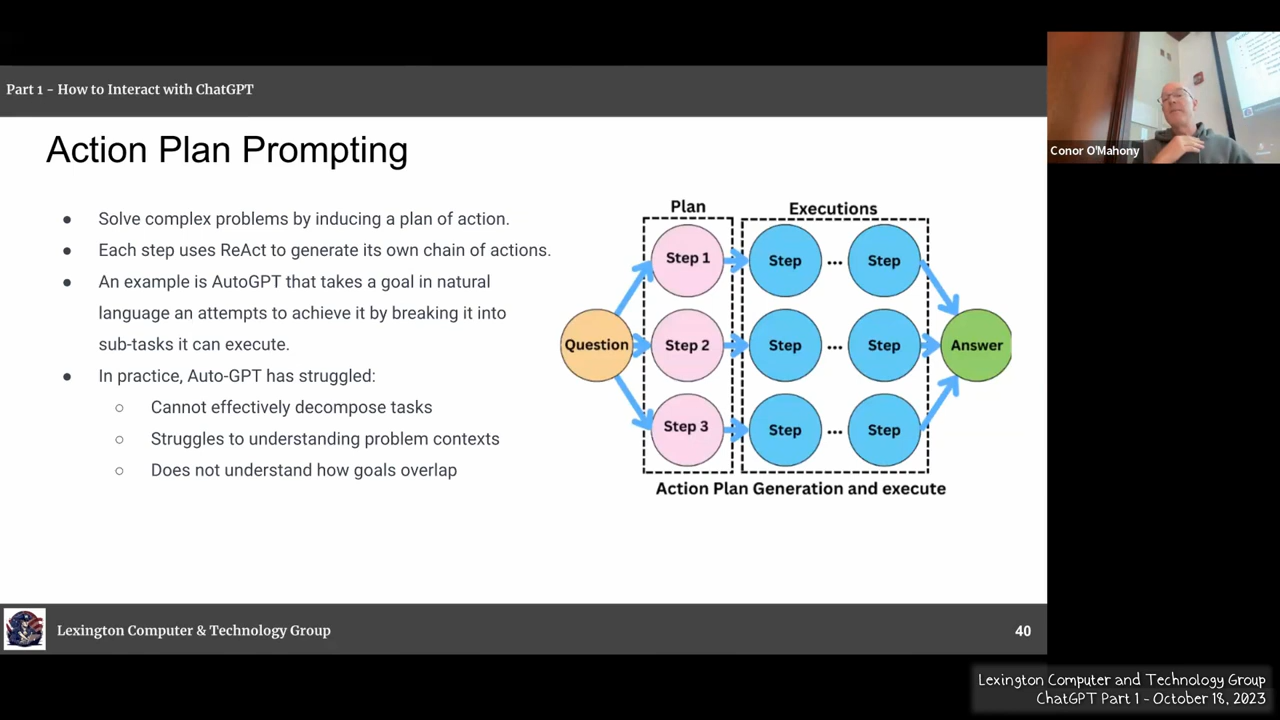 Part 1 - How to Interact with ChatGPT
Conor O'Mahony
Action Plan Prompting
● Solve complex problems by inducing a plan of action.
● Each step uses ReAct to generate its own chain of actions.
● An example is AutoGPT that takes a goal in natural
language an attempts to achieve it by breaking it into
sub-tasks it can execute.
● In practice, Auto-GPT has struggled:
○ Cannot effectively decompose tasks
○ Struggles to understanding problem contexts
○ Does not understand how goals overlap
Plan
Executions
Step 1
Step ... Step
Question
Step 2
Step ... Step
Answer
Step 3
Step ... Step
Action Plan Generation and execute
Lexington Computer & Technology Group
40
Lexington Computer and Technology Group
ChatGPT Part 1 - October 18, 2023